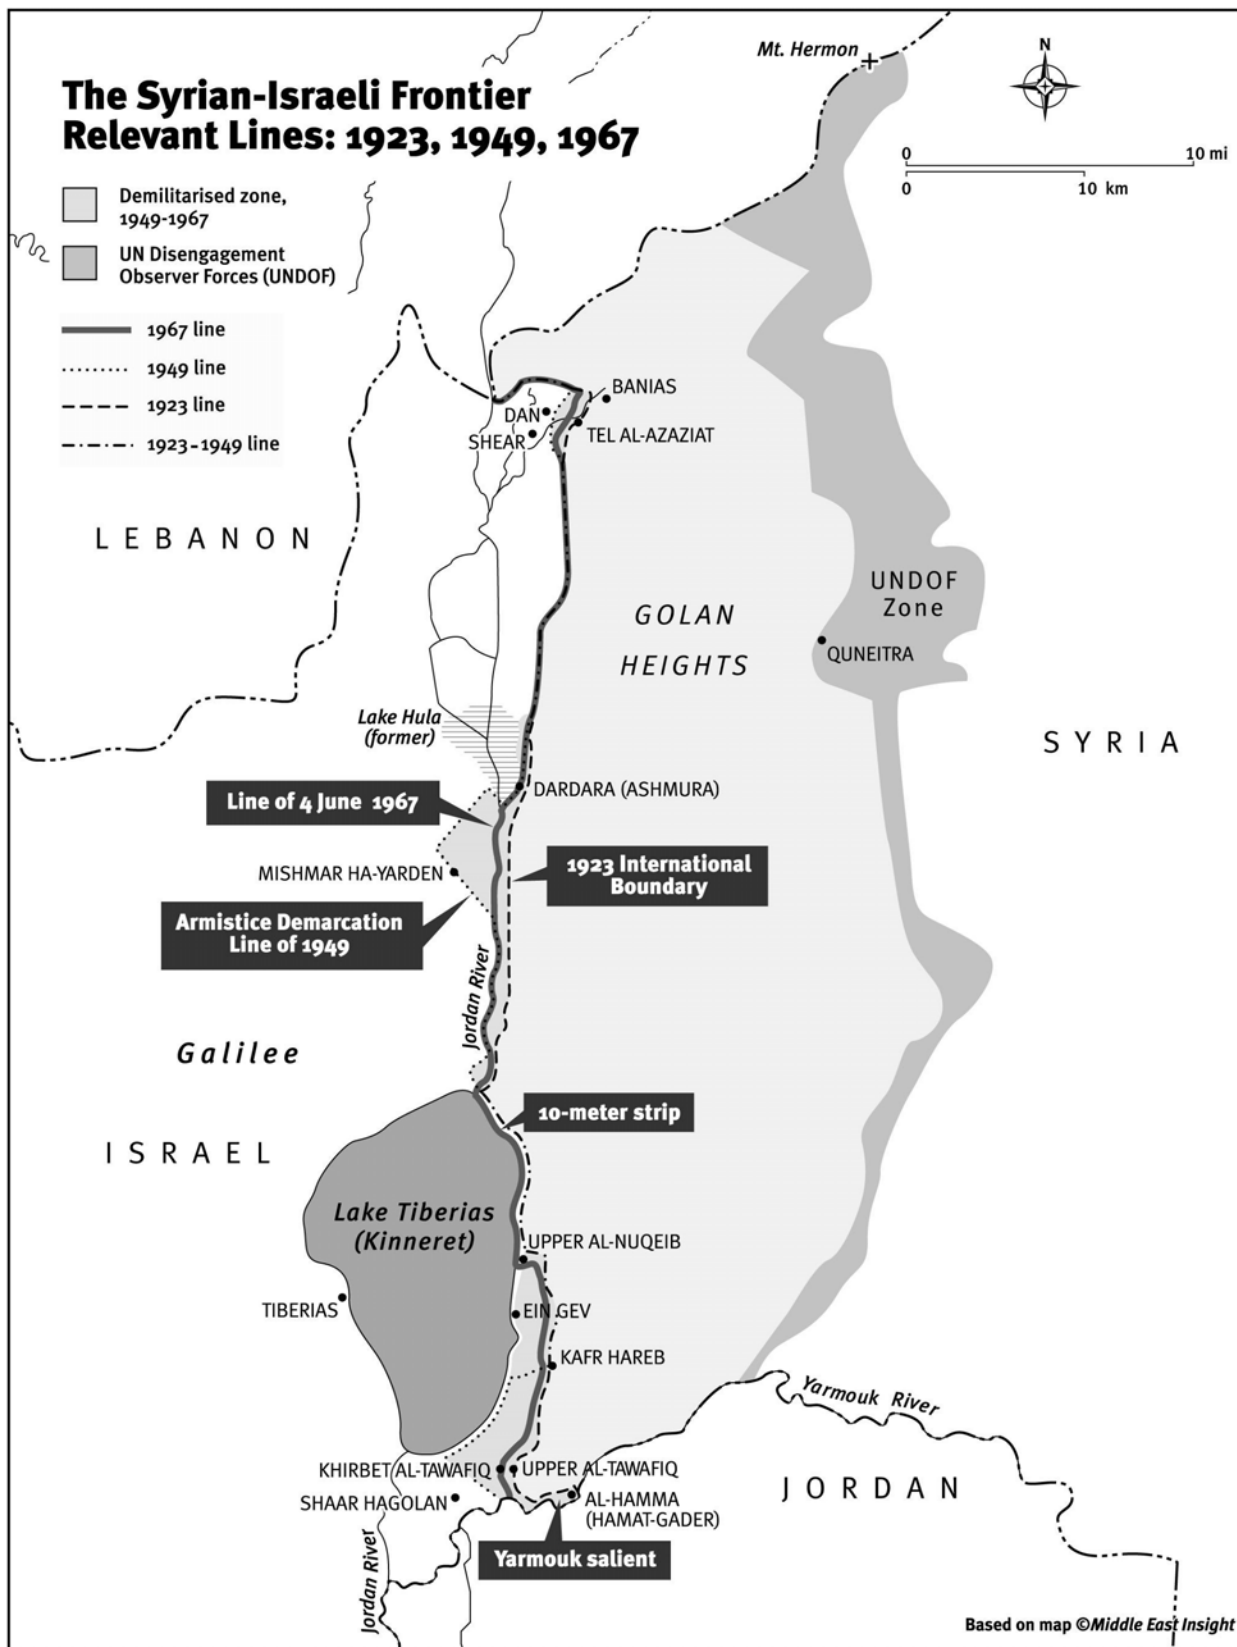 Mt. Hermon
N
The Syrian-Israeli Frontier
Relevant Lines: 1923, 1949, 1967
0 10 mi
0 10 km
Demilitarised zone,
1949-1967
UN Disengagement
Observer Forces (UNDOF)
1967 line
1949 line
1923 line
1923-1949 line
BANIAS
DAN
TEL AL-AZAZIAT
SHEAR
LEBANON
UNDOF
Zone
GOLAN
HEIGHTS
QUNEITRA
Lake Hula
(former)
SYRIA
DARDARA (ASHMURA)
Line of 4 June 1967
1923 International
Boundary
MISHMAR HA-YARDEN
Armistice Demarcation
Line of 1949
Jordan River
Galilee
10-meter strip
ISRAEL
Lake Tiberias
(Kinneret)
UPPER AL-NUQEIB
TIBERIAS
EIN GEV
KAFR HAREB
Yarmouk River
KHIRBET AL-TAWAFIQ
UPPER AL-TAWAFIQ
JORDAN
SHAAR HAGOLAN
AL-HAMMA
(HAMAT-GADER)
Yarmouk salient
Jordan River
Based on map ©Middle East Insight